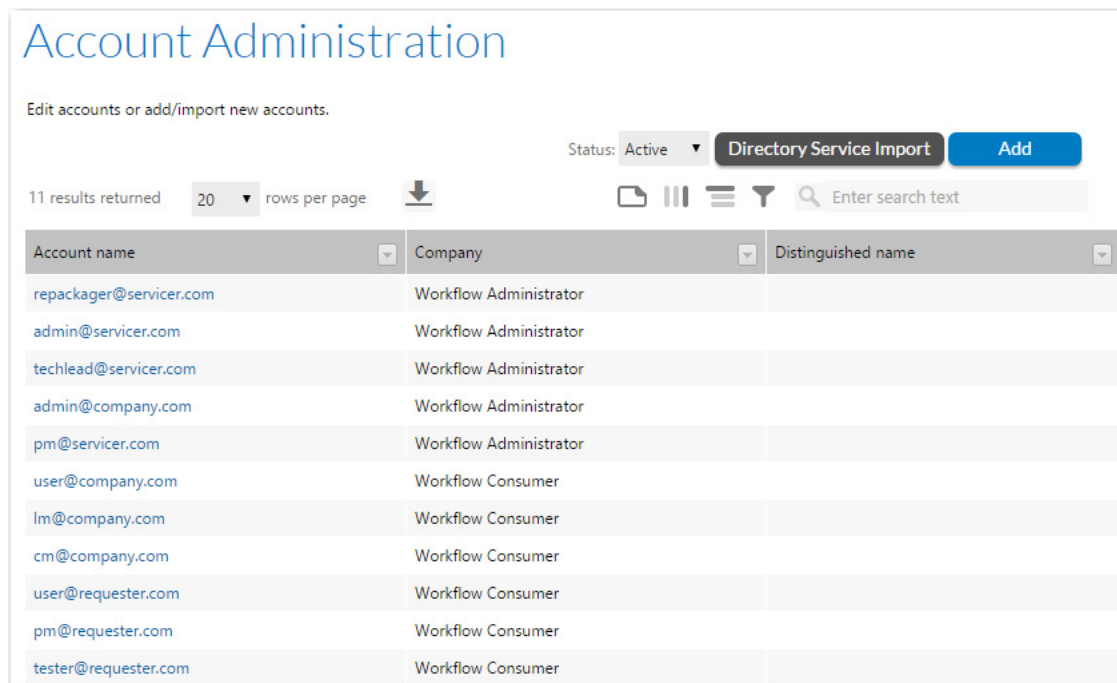 Account Administration
Edit accounts or add/import new accounts.
Status: Active Directory Service Import Add
11 results returned 20 rows per page Enter search text
Account name Company Distinguished name
repackager@servicer.com Workflow Administrator
admin@servicer.com Workflow Administrator
techlead@servicer.com Workflow Administrator
admin@company.com Workflow Administrator
pm@servicer.com Workflow Administrator
user@company.com Workflow Consumer
lm@company.com Workflow Consumer
cm@company.com Workflow Consumer
user@requester.com Workflow Consumer
pm@requester.com Workflow Consumer
tester@requester.com Workflow Consumer